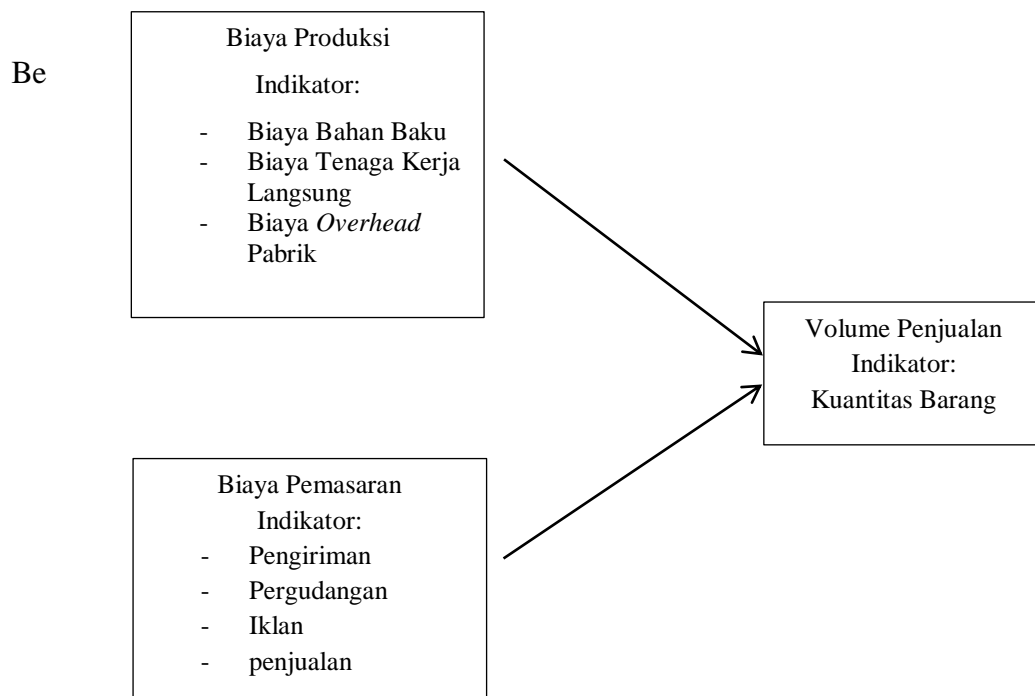 Be
Biaya Produksi
Indikator:
- Biaya Bahan Baku
- Biaya Tenaga Kerja
Langsung
- Biaya Overhead
Pabrik
Volume Penjualan
Indikator:
Kuantitas Barang
Biaya Pemasaran
Indikator:
- Pengiriman
- Pergudangan
- Iklan
- penjualan